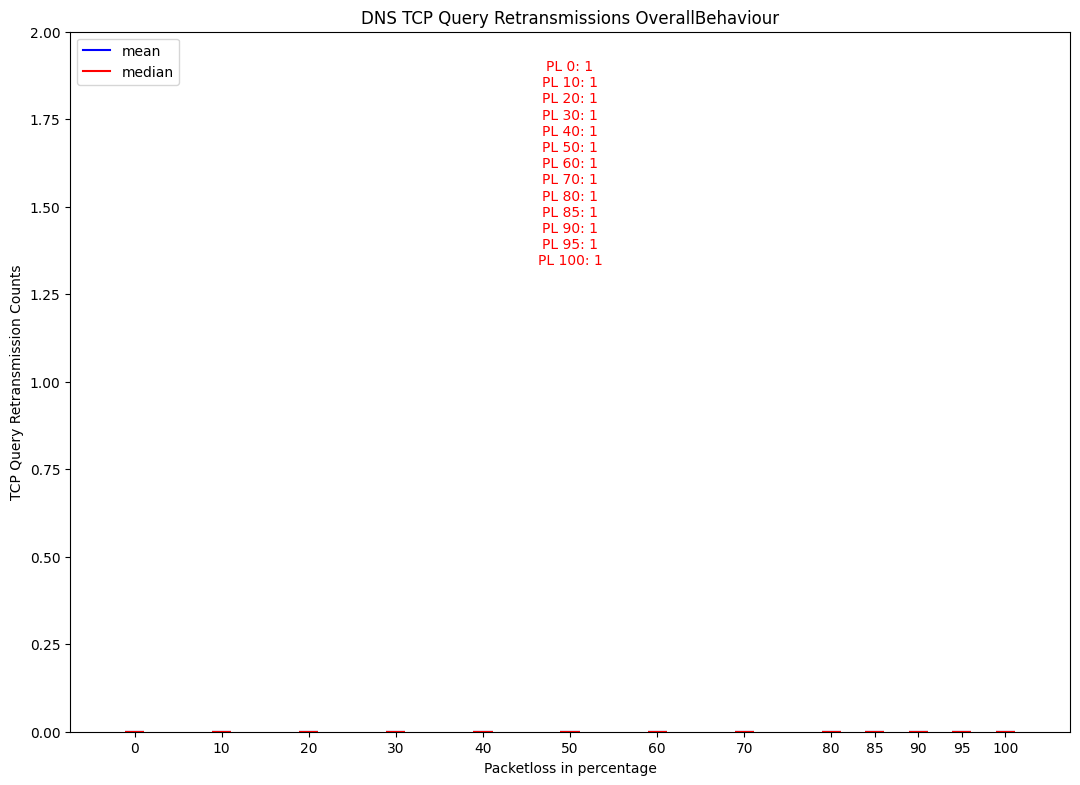 DNS TCP Query Retransmissions OverallBehaviour
mean
median
PL 0: 1
PL 10: 1
PL 20: 1
PL 30: 1
PL 40: 1
PL 50: 1
PL 60: 1
PL 70: 1
PL 80: 1
PL 85: 1
PL 90: 1
PL 95: 1
PL 100: 1
TCP Query Retransmission Counts
2.00
1.75
1.50
1.25
1.00
0.75
0.50
0.25
0.00
0 10 20 30 40 50 60 70 80 85 90 95 100
Packetloss in percentage